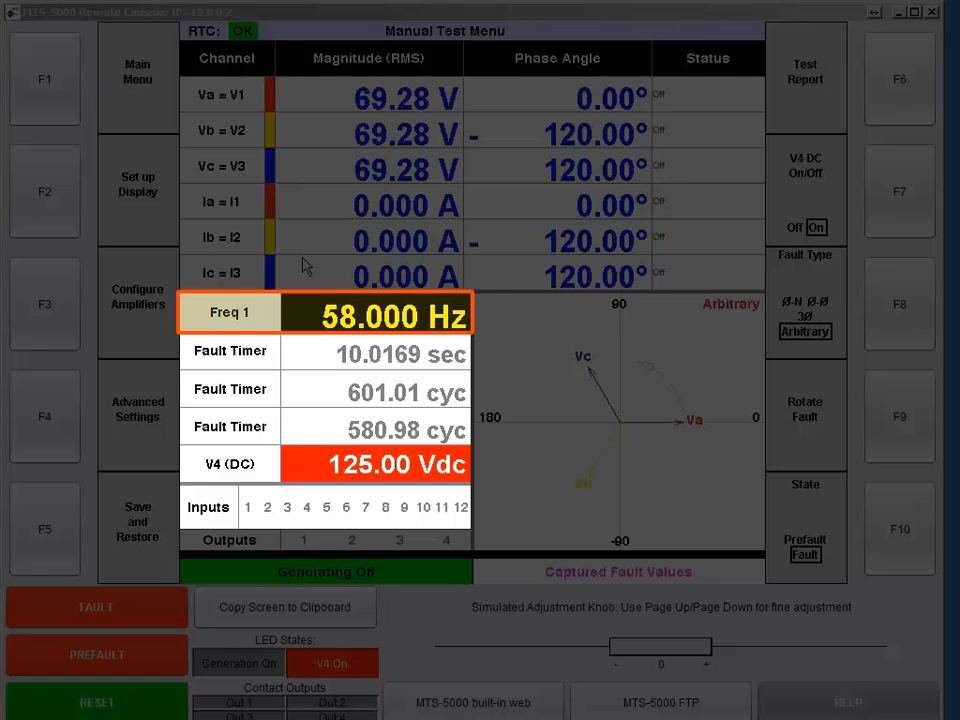 MTS-5000 Remote Console: IP=10.0.0.2
RTC: OK
Manual Test Menu
Channel Magnitude (RMS) Phase Angle Status
Va = V1 69.28 V 0.00° Off
Vb = V2 69.28 V - 120.00° Off
Vc = V3 69.28 V 120.00° Off
Ia = I1 0.000 A 0.00° Off
Ib = I2 0.000 A - 120.00° Off
Ic = I3 0.000 A 120.00° Off
Freq 1 58.000 Hz
Fault Timer 10.0169 sec
Fault Timer 601.01 cyc
Fault Timer 580.98 cyc
V4 (DC) 125.00 Vdc
Inputs 1 2 3 4 5 6 7 8 9 10 11 12
Outputs 1 2 3 4
Generating Off
Captured Fault Values
90
Arbitrary
Vc
180
Va
0
Vb
-90
F1
Main
Menu
F2
Set up
Display
F3
Configure
Amplifiers
F4
Advanced
Settings
F5
Save
and
Restore
Test
Report
F6
V4 DC
On/Off
Off On
F7
Fault Type
Ø-N Ø-Ø
3Ø
Arbitrary
F8
Rotate
Fault
F9
State
Prefault
Fault
F10
FAULT
PREFAULT
RESET
Copy Screen to Clipboard
LED States:
Generation On V4 On
Contact Outputs
Out 1 Out 2
Out 3 Out 4
Simulated Adjustment Knob: Use Page Up/Page Down for fine adjustment
- 0 +
MTS-5000 built-in web
MTS-5000 FTP
HELP